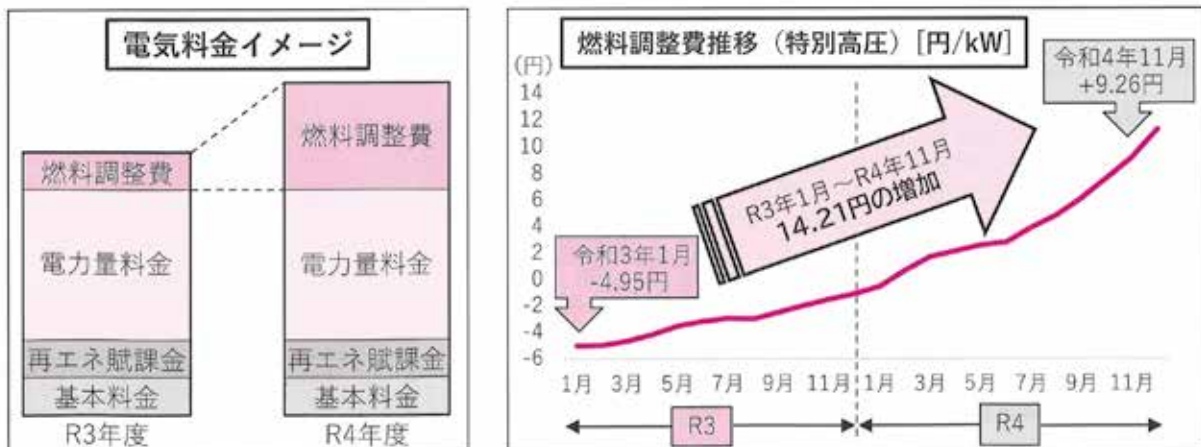 電気料金イメージ
燃料調整費
電力量料金
再エネ賦課金
基本料金
R3年度
燃料調整費
電力量料金
再エネ賦課金
基本料金
R4年度
燃料調整費推移（特別高圧）[円/kW]
(円)
14
12
10
8
6
4
2
0
-2
-4
-6
令和3年1月
-4.95円
R3年1月～R4年11月
14.21円の増加
令和4年11月
+9.26円
1月 3月 5月 7月 9月 11月 1月 3月 5月 7月 9月 11月
R3 R4